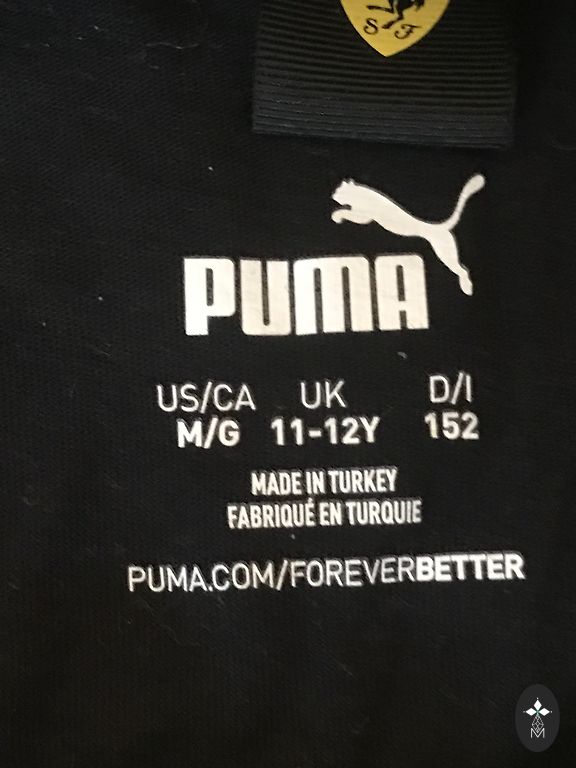 S F
PUMA
US/CA UK D/I
M/G 11-12Y 152
MADE IN TURKEY
FABRIQUÉ EN TURQUIE
PUMA.COM/FOREVERBETTER
M